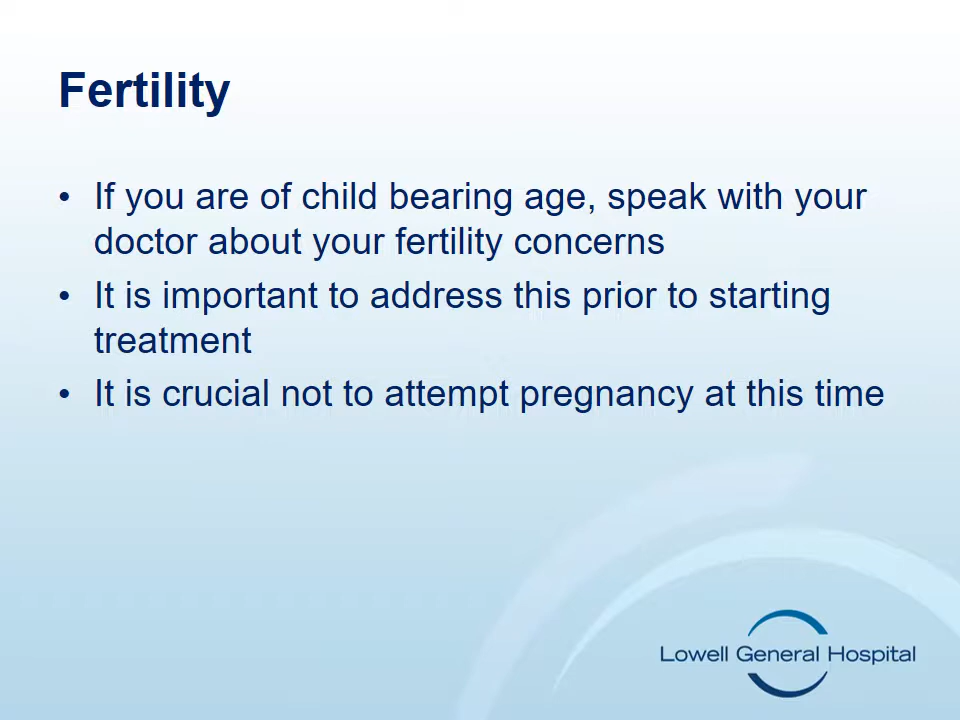 Fertility
• If you are of child bearing age, speak with your
doctor about your fertility concerns
• It is important to address this prior to starting
treatment
• It is crucial not to attempt pregnancy at this time
Lowell General Hospital